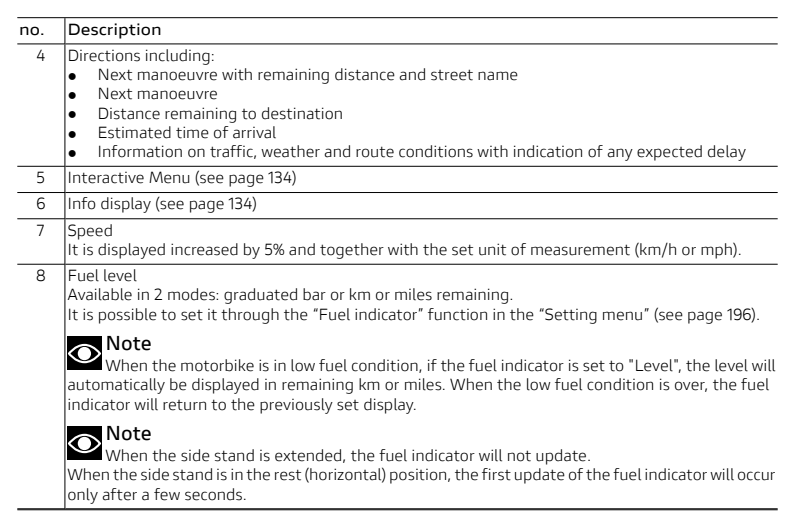 no. Description
4 Directions including:
● Next manoeuvre with remaining distance and street name
● Next manoeuvre
● Distance remaining to destination
● Estimated time of arrival
● Information on traffic, weather and route conditions with indication of any expected delay
5 Interactive Menu (see page 134)
6 Info display (see page 134)
7 Speed
It is displayed increased by 5% and together with the set unit of measurement (km/h or mph).
8 Fuel level
Available in 2 modes: graduated bar or km or miles remaining.
It is possible to set it through the “Fuel indicator” function in the “Setting menu” (see page 196).
Note
When the motorbike is in low fuel condition, if the fuel indicator is set to "Level", the level will
automatically be displayed in remaining km or miles. When the low fuel condition is over, the fuel
indicator will return to the previously set display.
Note
When the side stand is extended, the fuel indicator will not update.
When the side stand is in the rest (horizontal) position, the first update of the fuel indicator will occur
only after a few seconds.